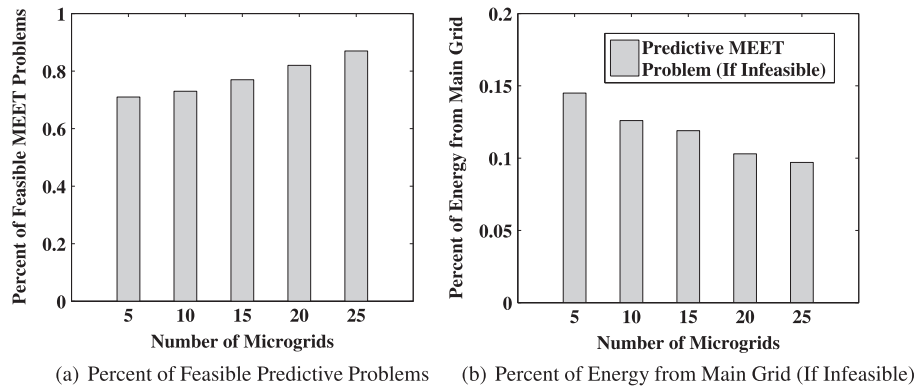 Percent of Feasible MEET Problems
1
0.8
0.6
0.4
0.2
0
5 10 15 20 25
Number of Microgrids
(a) Percent of Feasible Predictive Problems
Percent of Energy from Main Grid
0.2
0.15
0.1
0.05
0
Predictive MEET
Problem (If Infeasible)
5 10 15 20 25
Number of Microgrids
(b) Percent of Energy from Main Grid (If Infeasible)